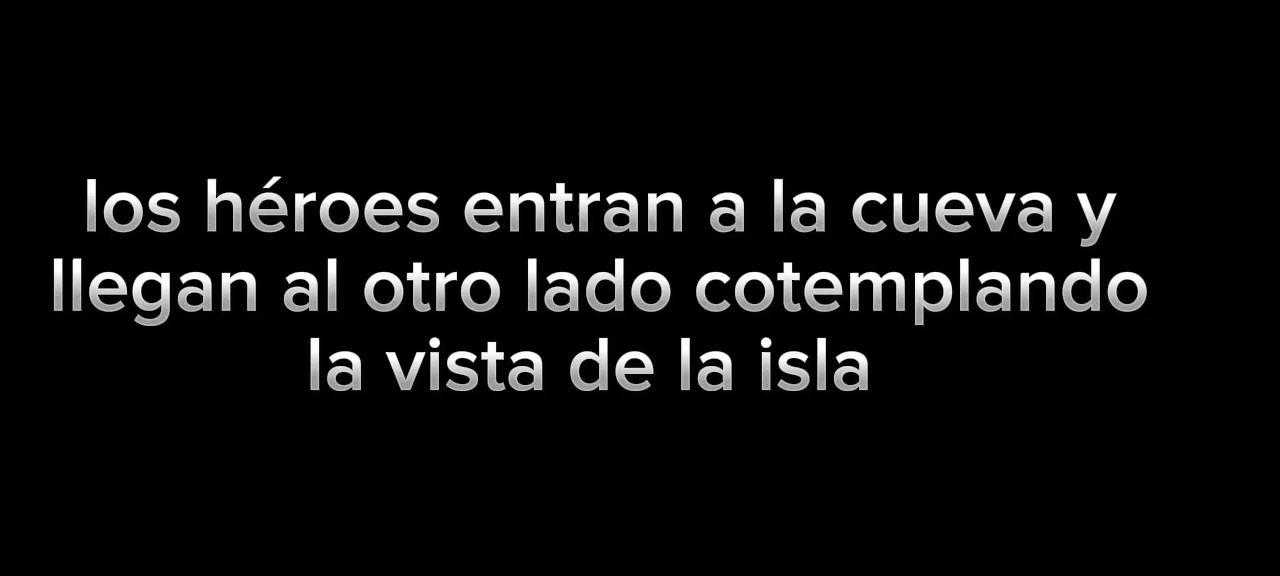 los héroes entran a la cueva y
llegan al otro lado cotemplando
la vista de la isla